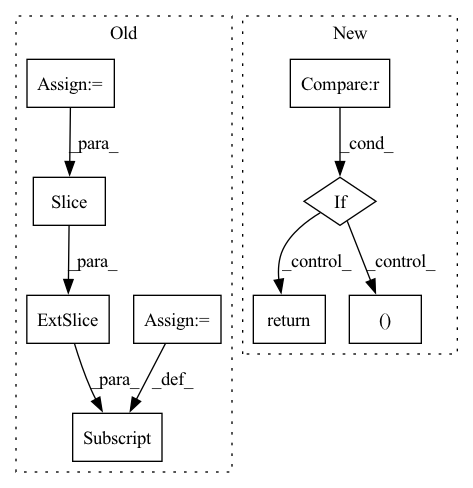 Old
New
Assign:=
Compare:r
_para_
_cond_
Slice
If
_para_
_control_
_control_
ExtSlice
Assign:=
return
()
_para_
_def_
Subscript